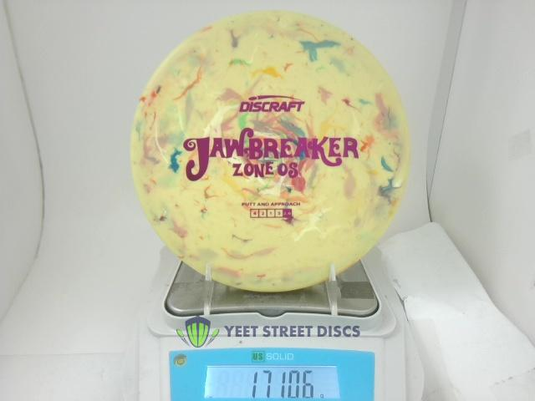 DISCRAFT
JAWBREAKER
ZONE OS
PUTT AND APPROACH
YEET STREET DISCS
US SOLID
171.06 g